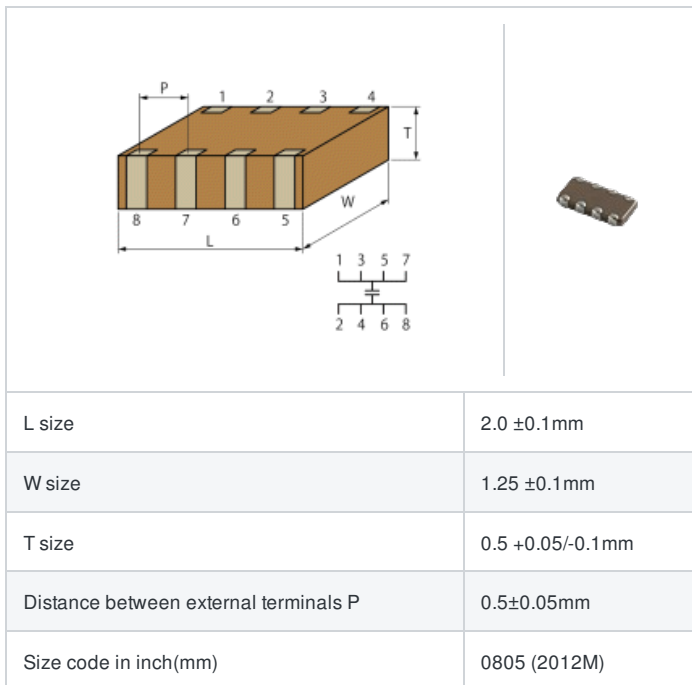 P
1 2 3 4
T
W
8 7 6 5
L
1 3 5 7
2 4 6 8
L size 2.0 ±0.1mm
W size 1.25 ±0.1mm
T size 0.5 +0.05/-0.1mm
Distance between external terminals P 0.5±0.05mm
Size code in inch(mm) 0805 (2012M)